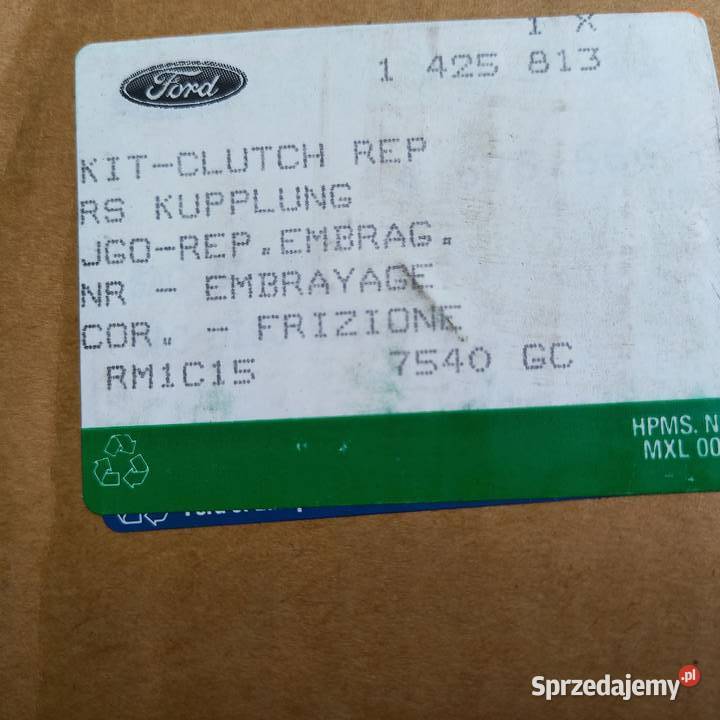 1 X
Ford
1 425 813
KIT-CLUTCH REP
RS KUPPLUNG
JGO-REP.EMBRAG.
NR - EMBRAYAGE
COR. - FRIZIONE
RM1C15 7540 GC
HPMS. N
MXL 00
Sprzedajemy.pl